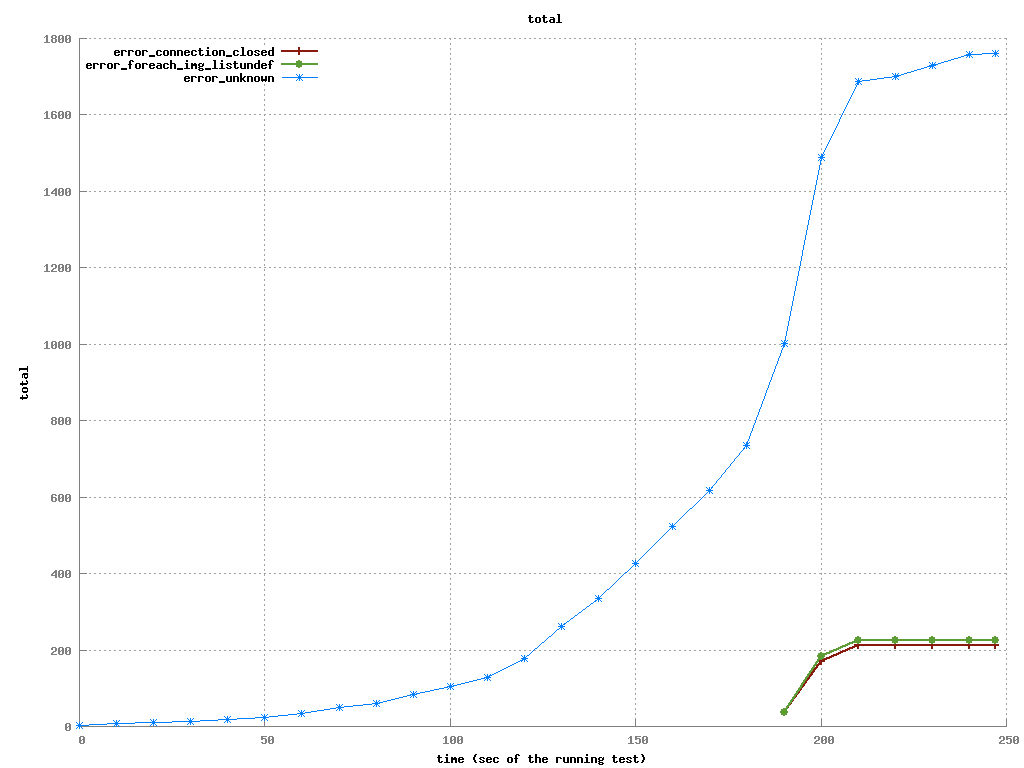 total
1800
error_connection_closed
error_foreach_img_listundef
error_unknown
1600
1400
1200
1000
total
800
600
400
200
0
0 50 100 150 200 250
time (sec of the running test)